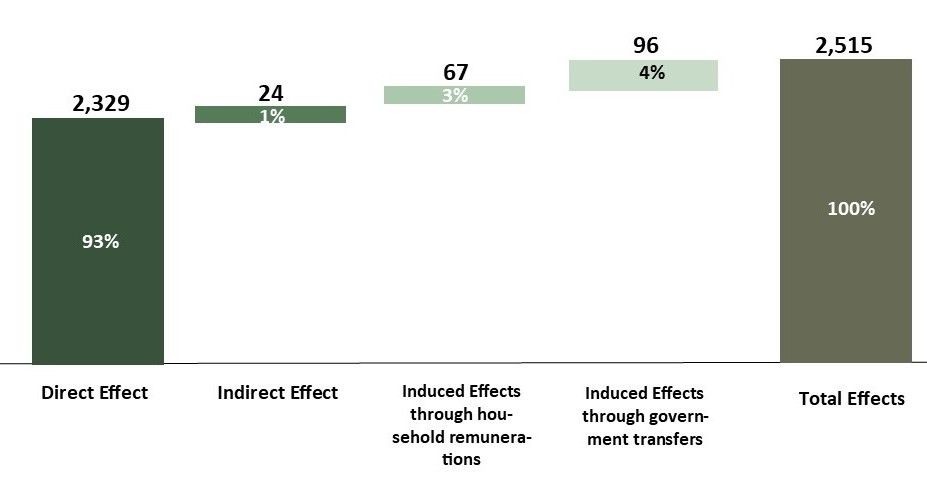 2,329
24
67
96
2,515
93%
1%
3%
4%
100%
Direct Effect
Indirect Effect
Induced Effects
through hou-
sehold remunera-
tions
Induced Effects
through govern-
ment transfers
Total Effects